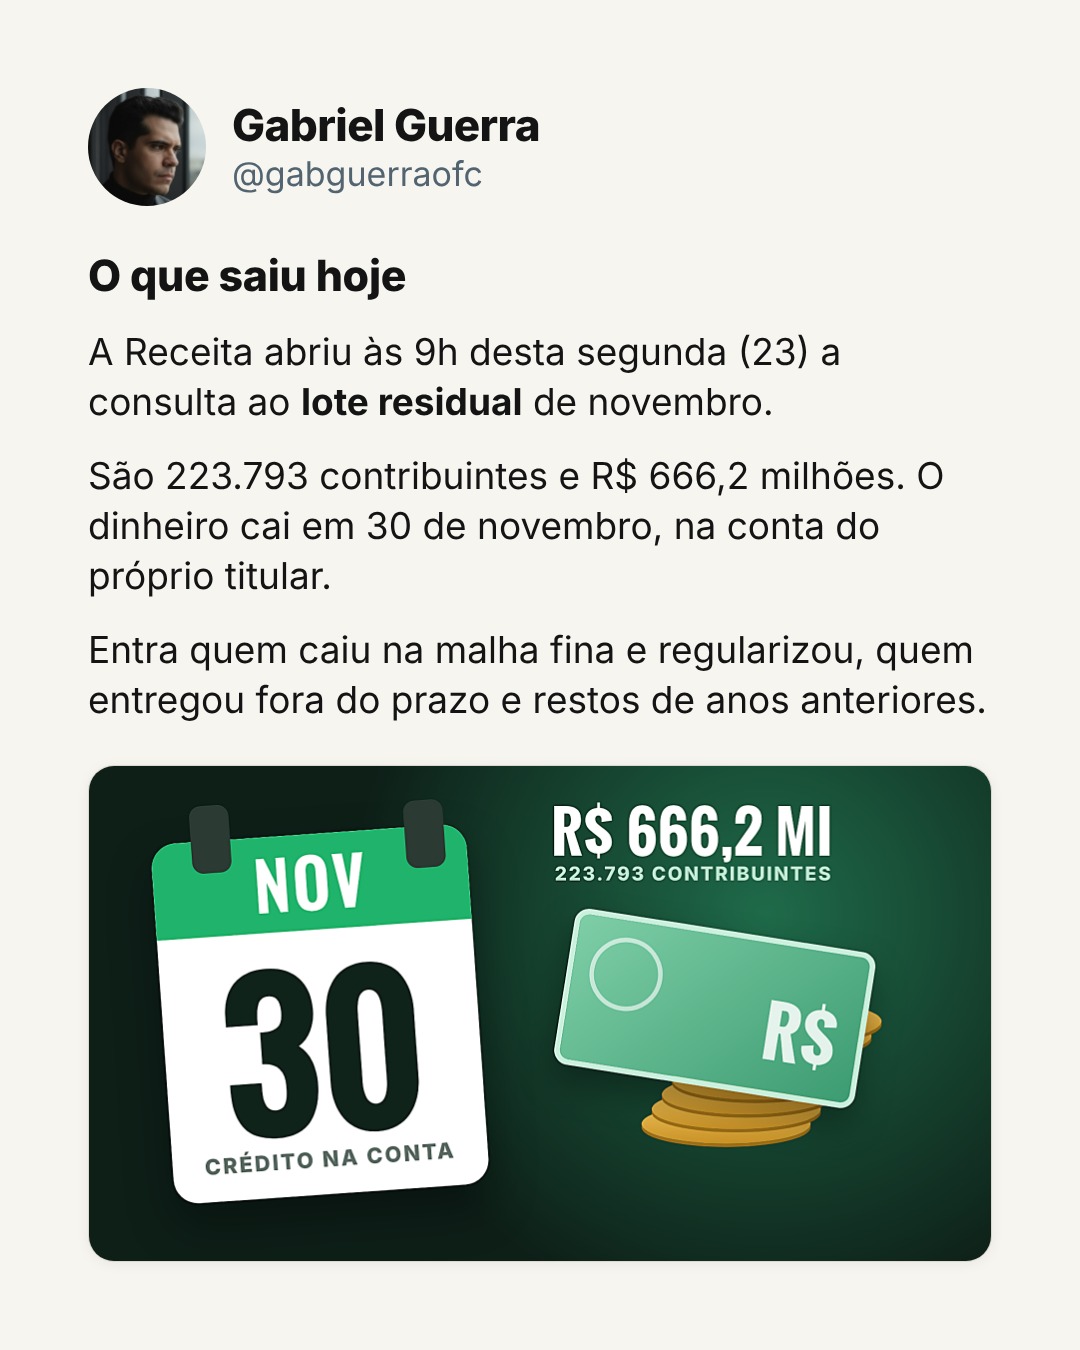 Gabriel Guerra
@gabguerraofc
O que saiu hoje
A Receita abriu às 9h desta segunda (23) a
consulta ao lote residual de novembro.
São 223.793 contribuintes e R$ 666,2 milhões. O
dinheiro cai em 30 de novembro, na conta do
próprio titular.
Entra quem caiu na malha fina e regularizou, quem
entregou fora do prazo e restos de anos anteriores.
NOV
30
CRÉDITO NA CONTA
R$ 666,2 MI
223.793 CONTRIBUINTES
R$